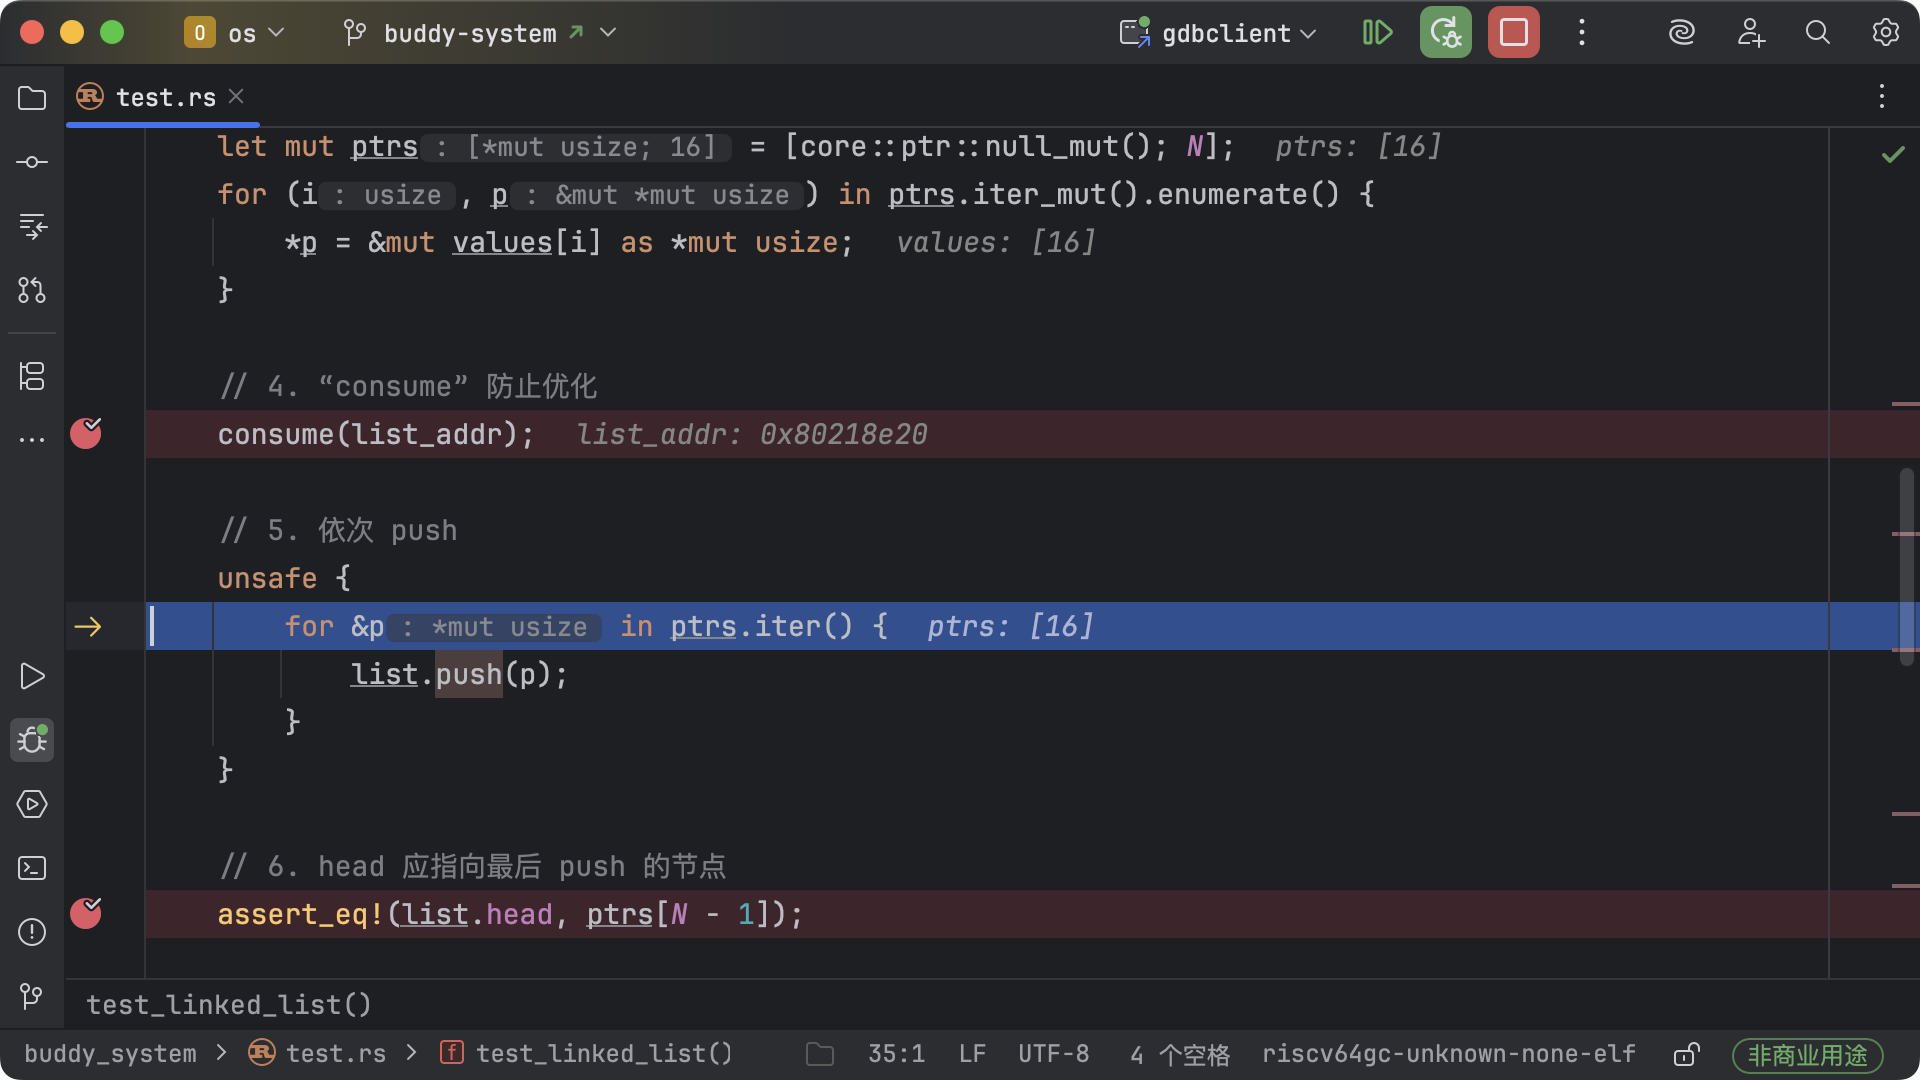 O os buddy-system gdbclient
test.rs
let mut ptrs: [*mut usize; 16] = [core::ptr::null_mut(); N]; ptrs: [16]
for (i: usize, p: &mut *mut usize) in ptrs.iter_mut().enumerate() {
*p = &mut values[i] as *mut usize; values: [16]
}
// 4. “consume” 防止优化
consume(list_addr); list_addr: 0x80218e20
// 5. 依次 push
unsafe {
for &p: *mut usize in ptrs.iter() { ptrs: [16]
list.push(p);
}
}
// 6. head 应指向最后 push 的节点
assert_eq!(list.head, ptrs[N - 1]);
test_linked_list()
buddy_system > test.rs > f test_linked_list() 35:1 LF UTF-8 4 个空格 riscv64gc-unknown-none-elf 非商业用途